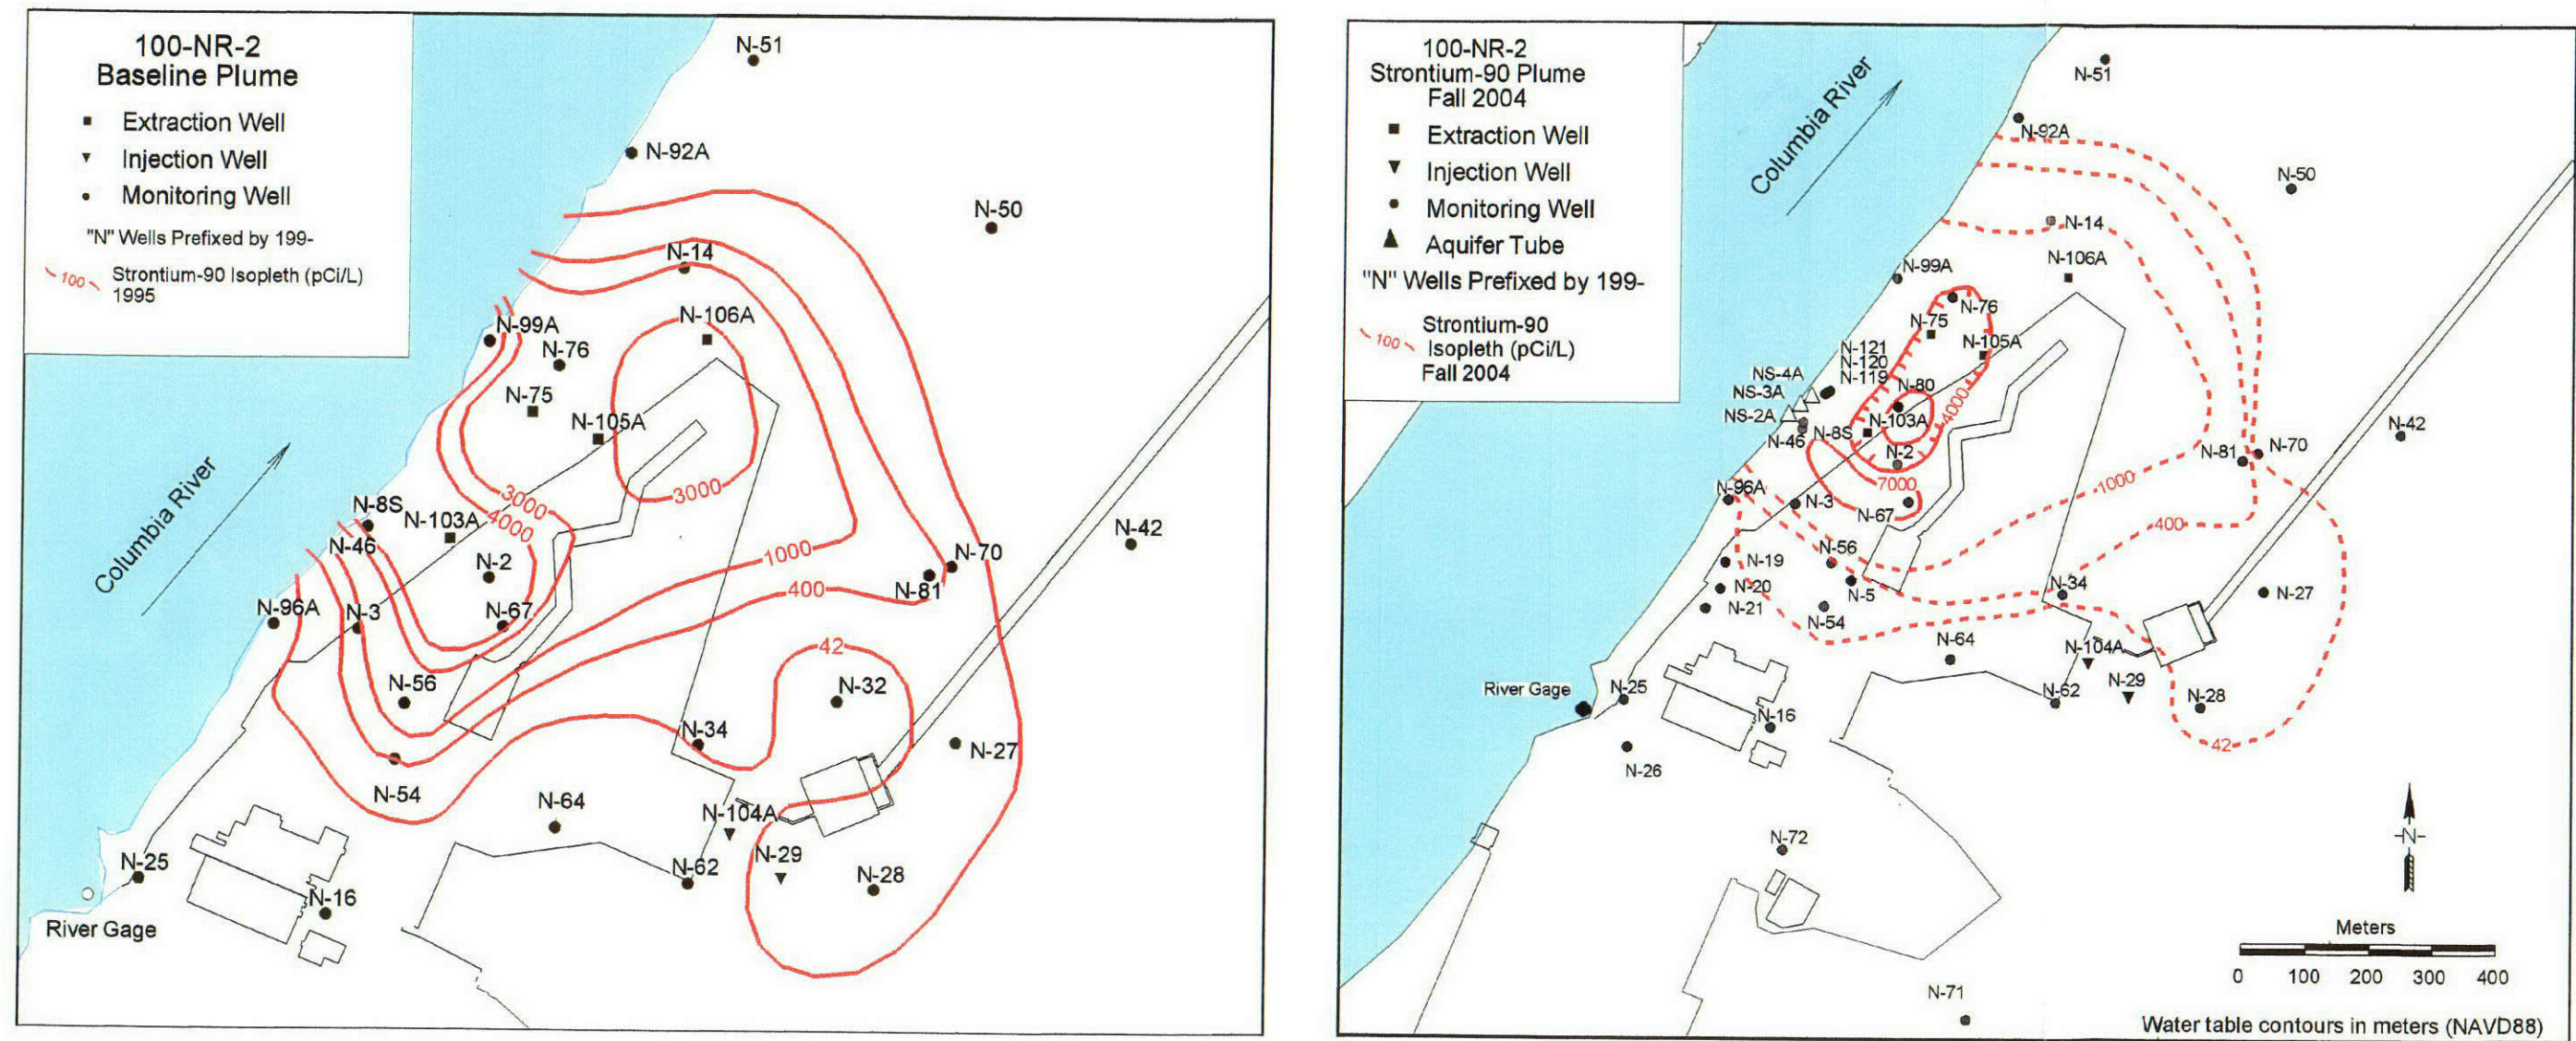 100-NR-2
Baseline Plume
Extraction Well
Injection Well
Monitoring Well
"N" Wells Prefixed by 199-
100
Strontium-90 Isopleth (pCi/L)
1995
N-51
N-92A
N-50
N-14
N-106A
N-99A
N-76
N-75
N-105A
3000
3000
4000
N-8S
N-103A
N-46
N-2
1000
N-70
N-42
400
N-81
N-96A
N-3
N-67
42
N-56
N-32
N-34
N-27
N-54
N-64
N-104A
N-29
N-62
N-28
N-25
N-16
River Gage
Columbia River
100-NR-2
Strontium-90 Plume
Fall 2004
Extraction Well
Injection Well
Monitoring Well
Aquifer Tube
"N" Wells Prefixed by 199-
100
Strontium-90
Isopleth (pCi/L)
Fall 2004
Columbia River
N-51
N-92A
N-50
N-14
N-99A
N-106A
N-76
N-75
N-105A
N-121
N-120
N-119
NS-4A
NS-3A
NS-2A
N-80
4000
N-103A
N-46
N-8S
N-2
N-42
N-81
N-70
7000
1000
N-96A
N-3
N-67
400
N-56
N-19
N-20
N-21
N-5
N-34
N-27
N-54
N-64
N-104A
N-29
N-62
N-28
River Gage
N-25
N-16
42
N-26
N-72
N
Meters
0 100 200 300 400
N-71
Water table contours in meters (NAVD88)